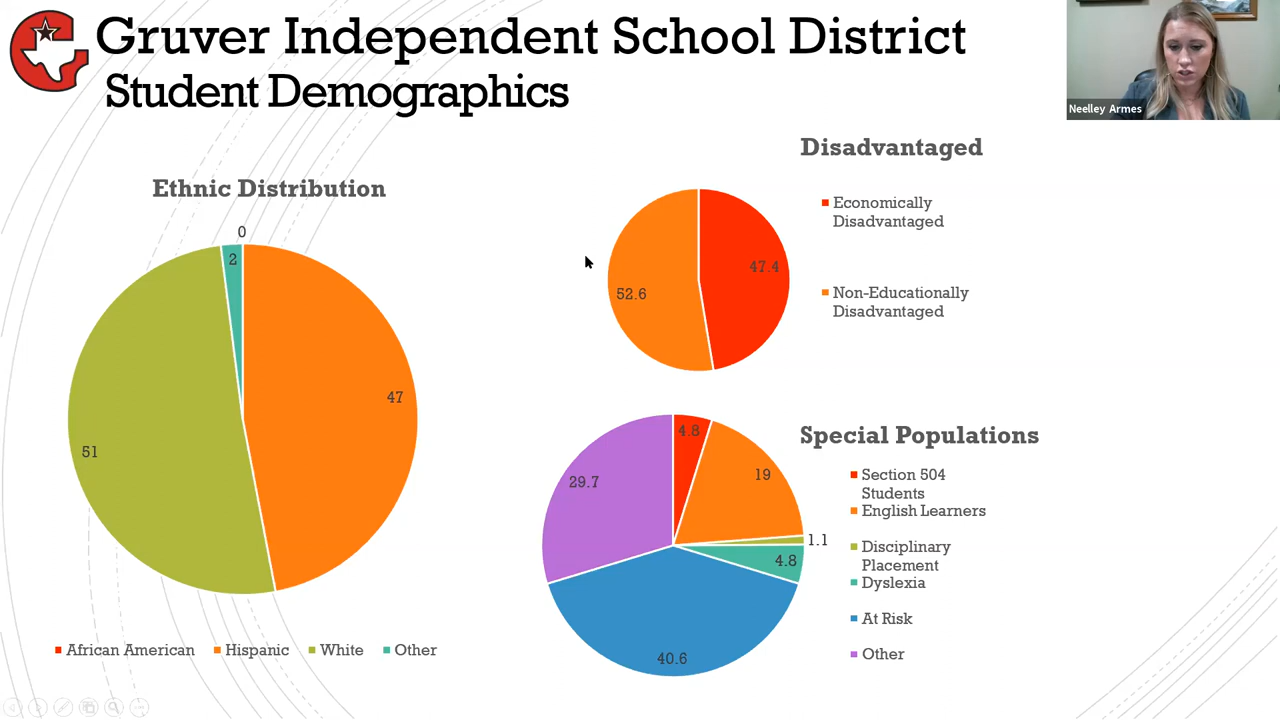 Gruver Independent School District
Student Demographics
Neelley Armes
Ethnic Distribution
0
2
47
51
African American
Hispanic
White
Other
Disadvantaged
47.4
52.6
Economically
Disadvantaged
Non-Educationally
Disadvantaged
Special Populations
4.8
19
1.1
4.8
40.6
29.7
Section 504
Students
English Learners
Disciplinary
Placement
Dyslexia
At Risk
Other